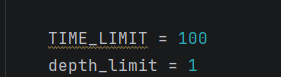 TIME_LIMIT = 100
depth_limit = 1